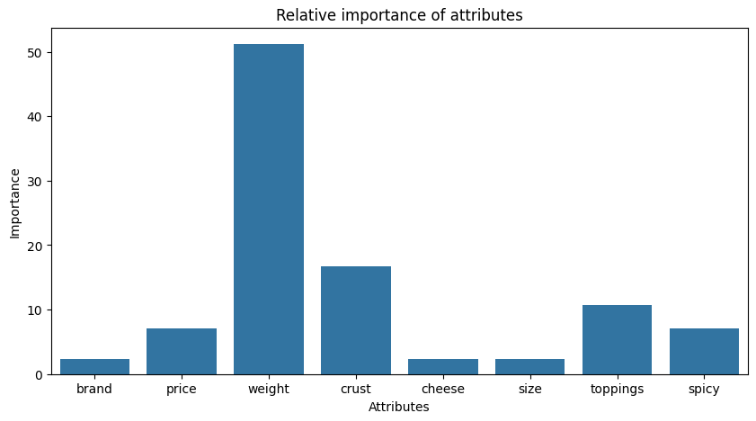 Relative importance of attributes
Importance
50
40
30
20
10
0
brand price weight crust cheese size toppings spicy
Attributes